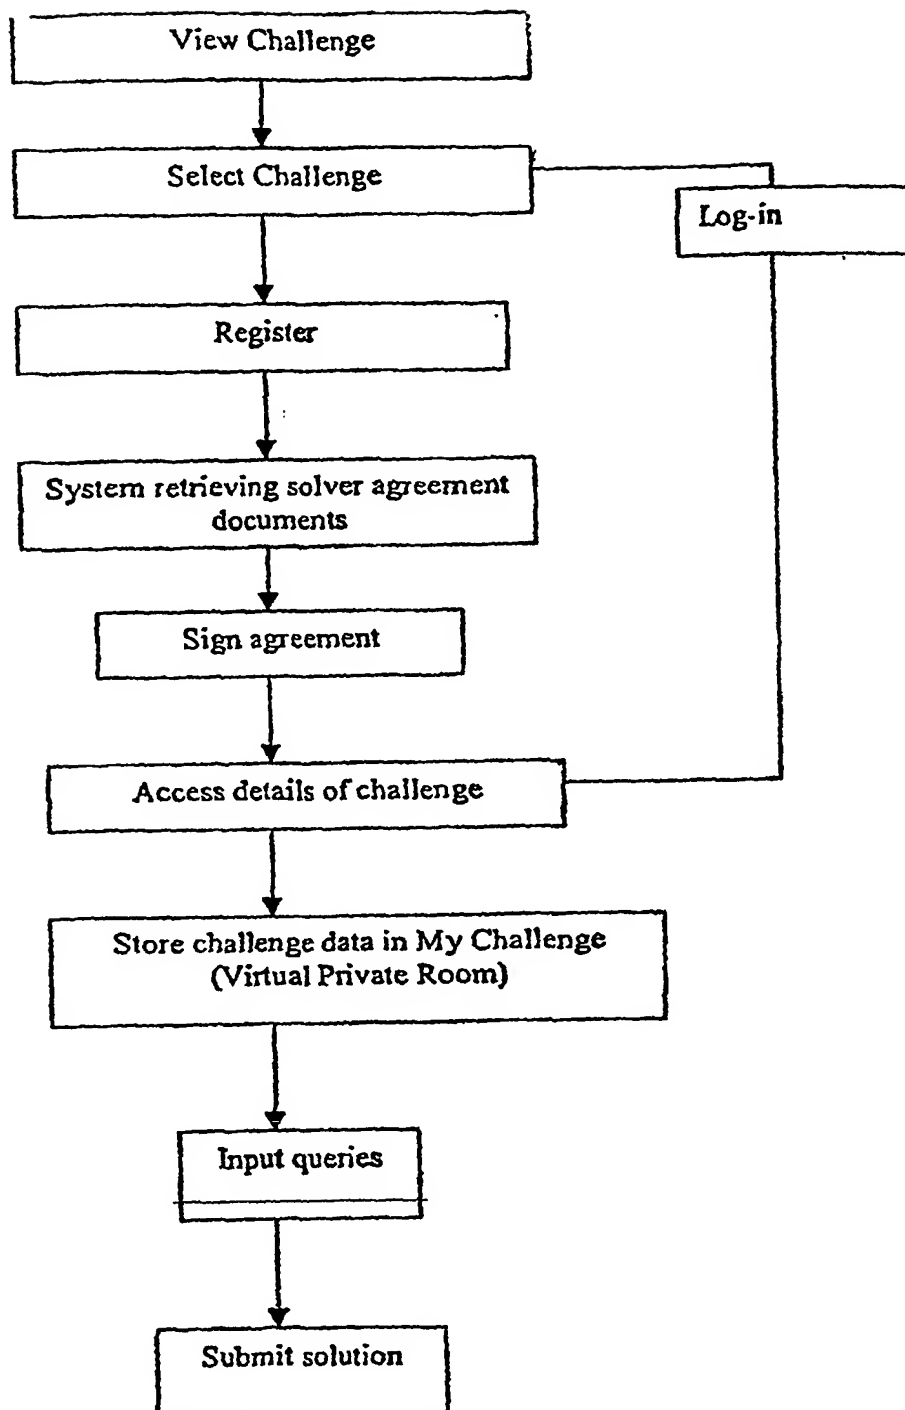 View Challenge
Select Challenge
Log-in
Register
System retrieving solver agreement
documents
Sign agreement
Access details of challenge
Store challenge data in My Challenge
(Virtual Private Room)
Input queries
Submit solution